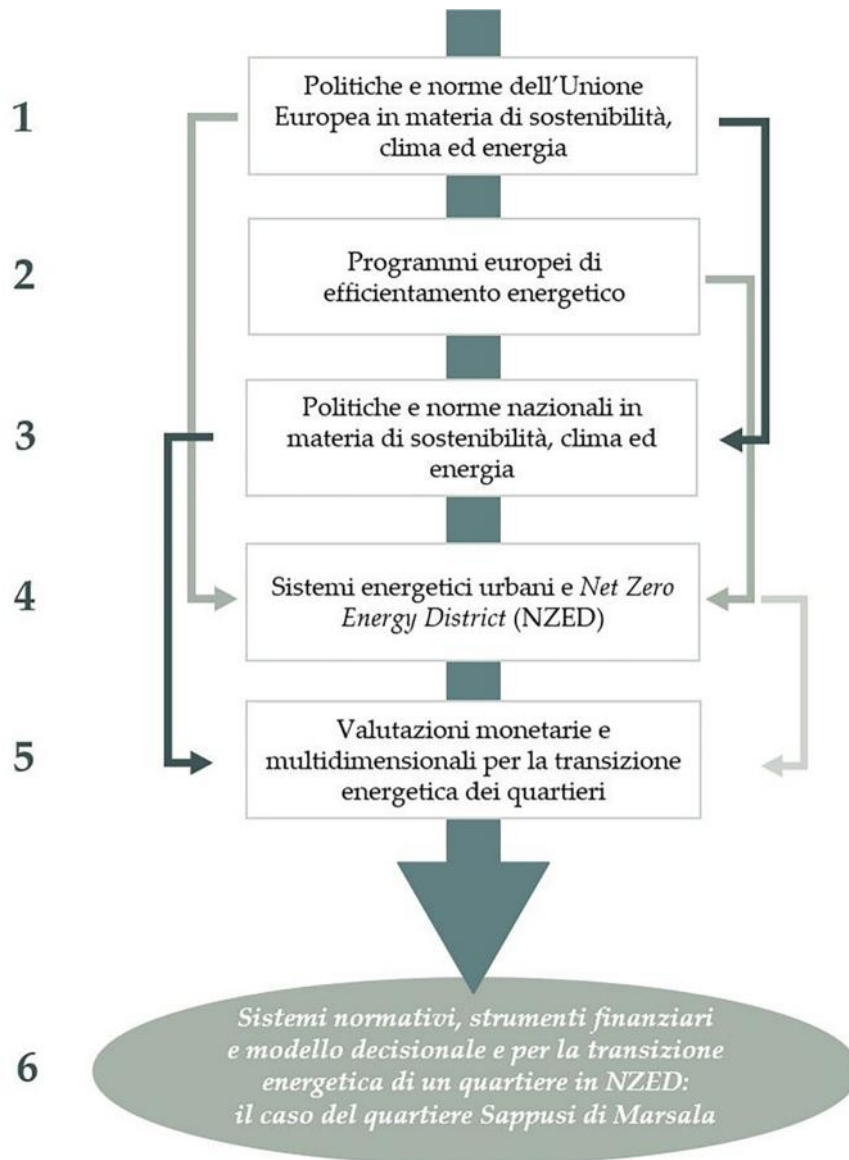 1
Politiche e norme dell'Unione
Europea in materia di sostenibilità,
clima ed energia
2
Programmi europei di
efficientamento energetico
3
Politiche e norme nazionali in
materia di sostenibilità, clima ed
energia
4
Sistemi energetici urbani e Net Zero
Energy District (NZED)
5
Valutazioni monetarie e
multidimensionali per la transizione
energetica dei quartieri
6
Sistemi normativi, strumenti finanziari
e modello decisionale e per la transizione
energetica di un quartiere in NZED:
il caso del quartiere Sappusi di Marsala